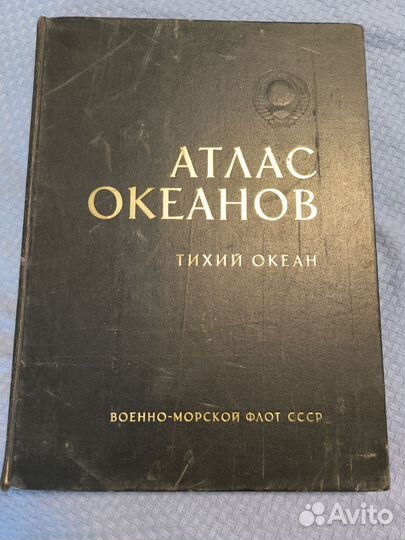 АТЛАС
ОКЕАНОВ
ТИХИЙ ОКЕАН
ВОЕННО-МОРСКОЙ ФЛОТ СССР
Avito